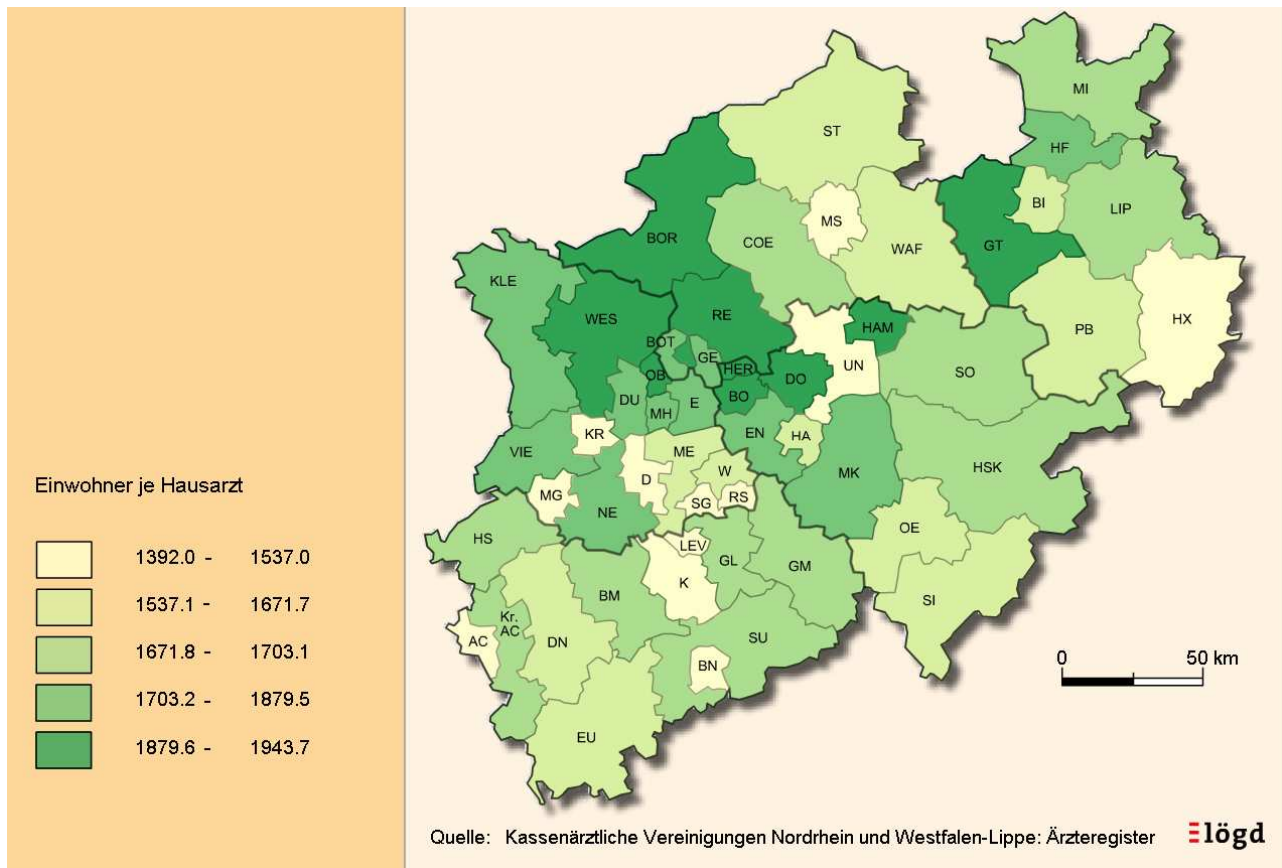 Einwohner je Hausarzt
1392.0 - 1537.0
1537.1 - 1671.7
1671.8 - 1703.1
1703.2 - 1879.5
1879.6 - 1943.7
MI
ST
HF
BI
LIP
MS
BOR
COE
WAF
GT
KLE
WES
RE
HAM
PB
HX
BOT
GE
UN
SO
OB
HER
DO
BO
DU
MH
E
KR
EN
HA
VIE
ME
MK
HSK
W
D
MG
SG
RS
NE
OE
HS
LEV
GL
GM
K
BM
SI
Kr.
AC
AC
DN
SU
BN
EU
0 50 km
Quelle: Kassenärztliche Vereinigungen Nordrhein und Westfalen-Lippe: Ärzteregister
lögd